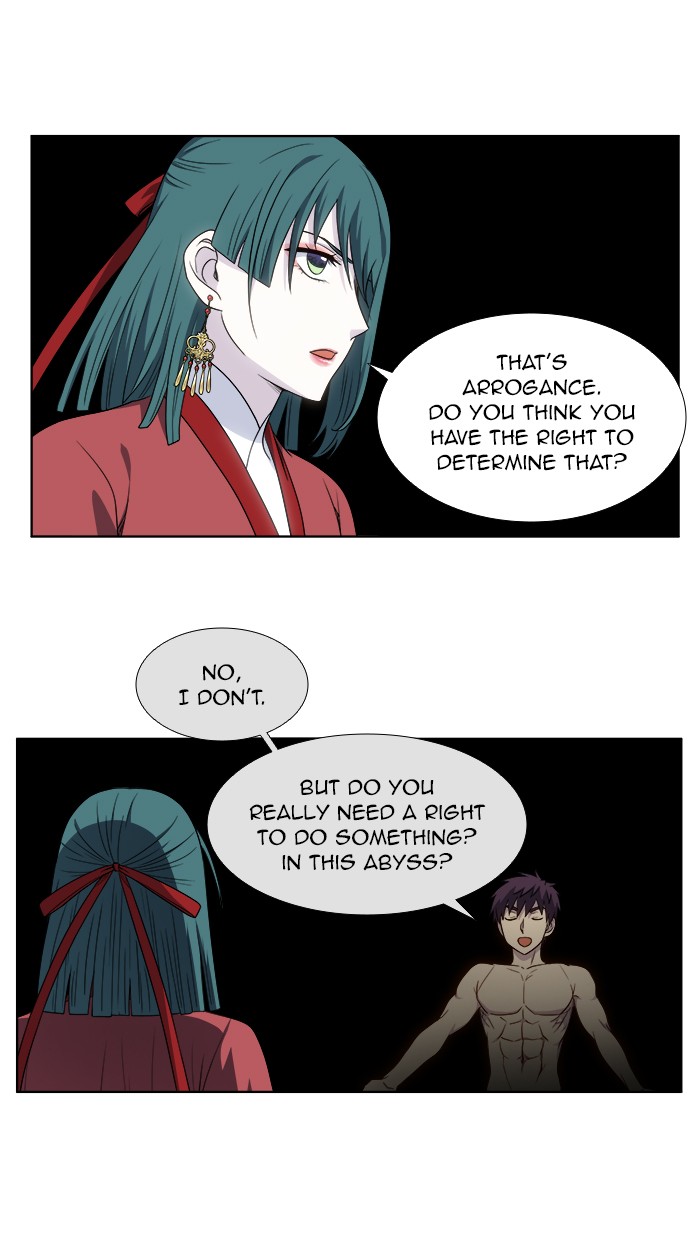 THAT'S
ARROGANCE.
DO YOU THINK YOU
HAVE THE RIGHT TO
DETERMINE THAT?
NO,
I DON'T.
BUT DO YOU
REALLY NEED A RIGHT
TO DO SOMETHING?
IN THIS ABYSS?